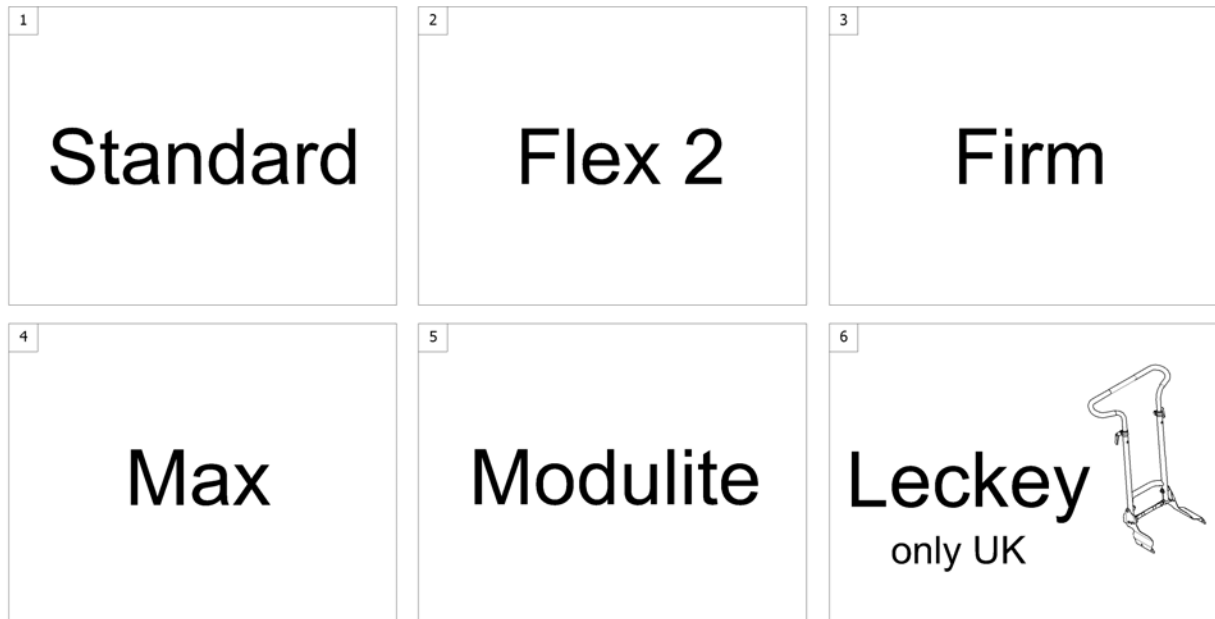 1
Standard
2
Flex 2
3
Firm
4
Max
5
Modulite
6
Leckey
only UK